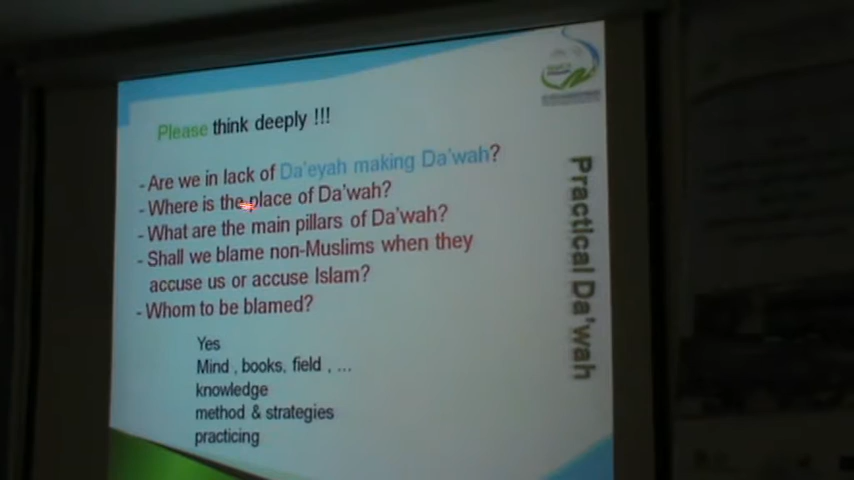 Please think deeply !!!
- Are we in lack of Da'eyah making Da'wah?
- Where is the place of Da'wah?
- What are the main pillars of Da'wah?
- Shall we blame non-Muslims when they
accuse us or accuse Islam?
- Whom to be blamed?
Yes
Mind , books, field , ...
knowledge
method & strategies
practicing
Practical Da'wah